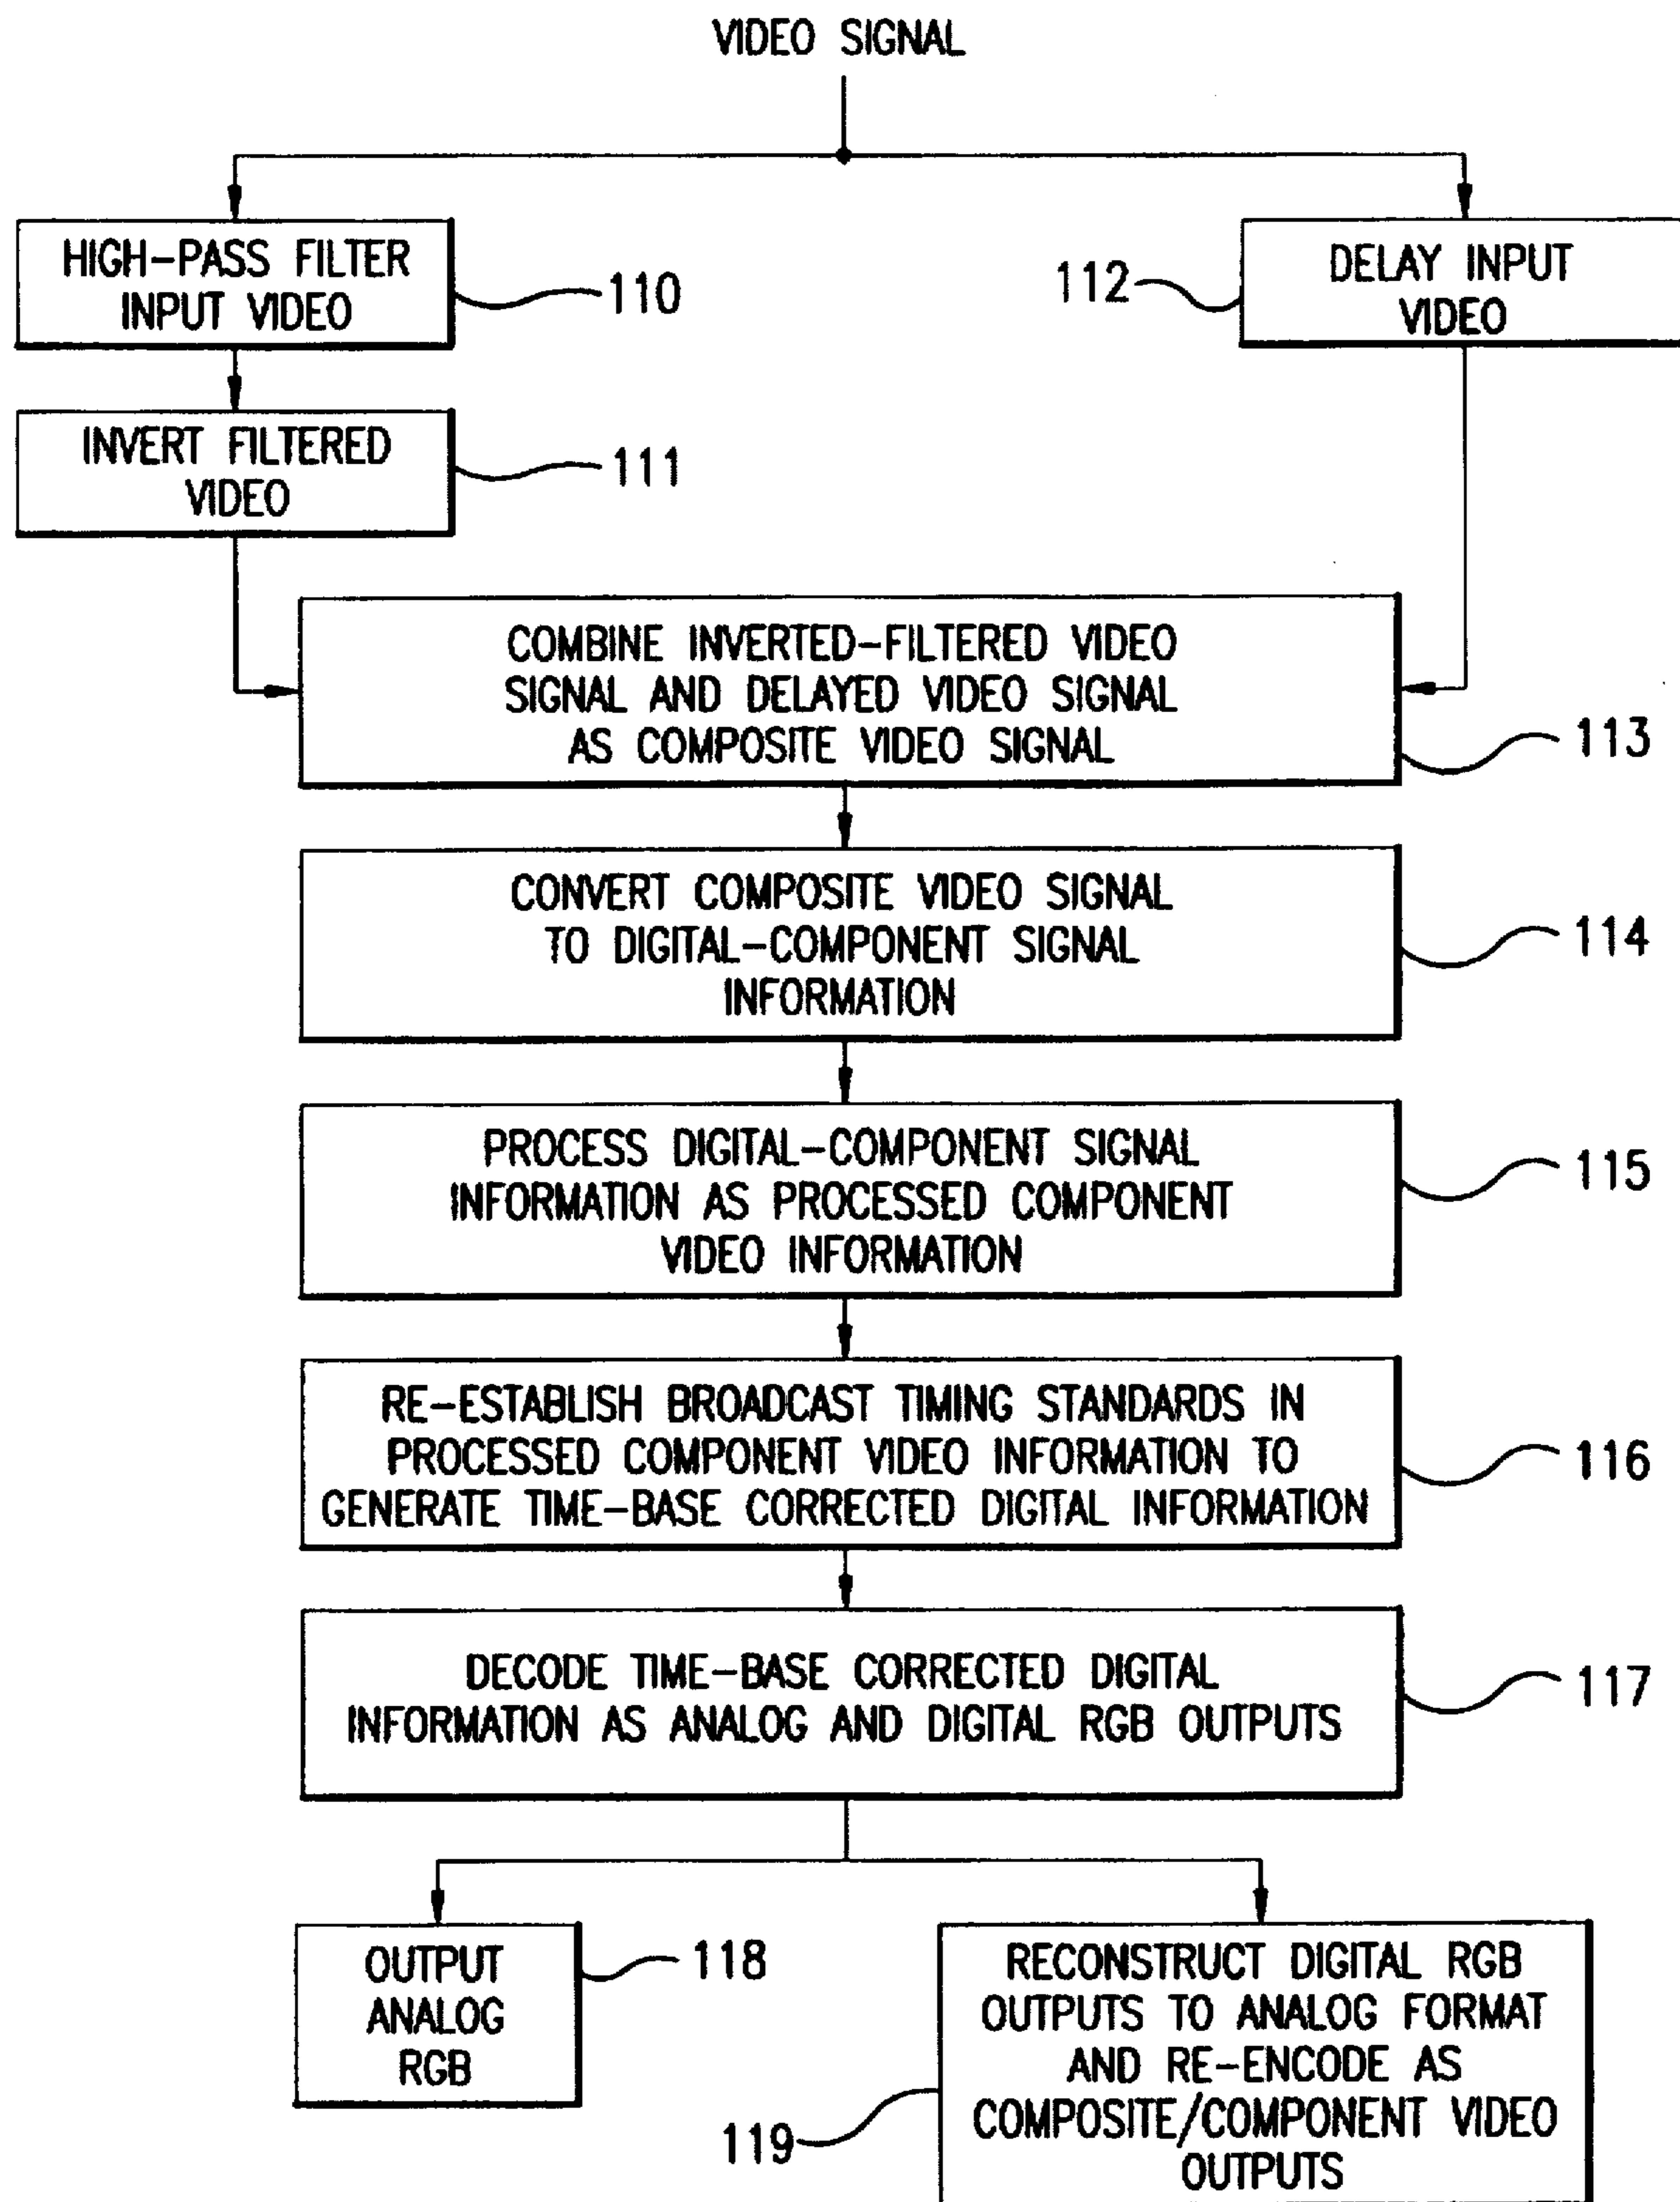 VIDEO SIGNAL
HIGH-PASS FILTER
INPUT VIDEO
110
112
DELAY INPUT
VIDEO
INVERT FILTERED
VIDEO
111
COMBINE INVERTED-FILTERED VIDEO
SIGNAL AND DELAYED VIDEO SIGNAL
AS COMPOSITE VIDEO SIGNAL
113
CONVERT COMPOSITE VIDEO SIGNAL
TO DIGITAL-COMPONENT SIGNAL
INFORMATION
114
PROCESS DIGITAL-COMPONENT SIGNAL
INFORMATION AS PROCESSED COMPONENT
VIDEO INFORMATION
115
RE-ESTABLISH BROADCAST TIMING STANDARDS IN
PROCESSED COMPONENT VIDEO INFORMATION TO
GENERATE TIME-BASE CORRECTED DIGITAL INFORMATION
116
DECODE TIME-BASE CORRECTED DIGITAL
INFORMATION AS ANALOG AND DIGITAL RGB OUTPUTS
117
OUTPUT
ANALOG
RGB
118
RECONSTRUCT DIGITAL RGB
OUTPUTS TO ANALOG FORMAT
AND RE-ENCODE AS
COMPOSITE/COMPONENT VIDEO
OUTPUTS
119